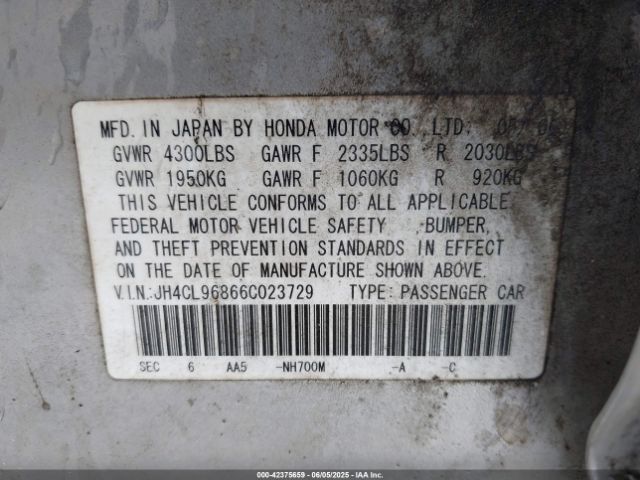 MFD. IN JAPAN BY HONDA MOTOR CO.,LTD.
GVWR 4300LBS GAWR F 2335LBS R 2030LBS
GVWR 1950KG GAWR F 1060KG R 920KG
THIS VEHICLE CONFORMS TO ALL APPLICABLE
FEDERAL MOTOR VEHICLE SAFETY ,BUMPER,
AND THEFT PREVENTION STANDARDS IN EFFECT
ON THE DATE OF MANUFACTURE SHOWN ABOVE.
V.I.N.:JH4CL96866C023729 TYPE: PASSENGER CAR
SEC 6 AA5 -NH700M -A -C
000-42375659 - 06/05/2025 - IAA, Inc.